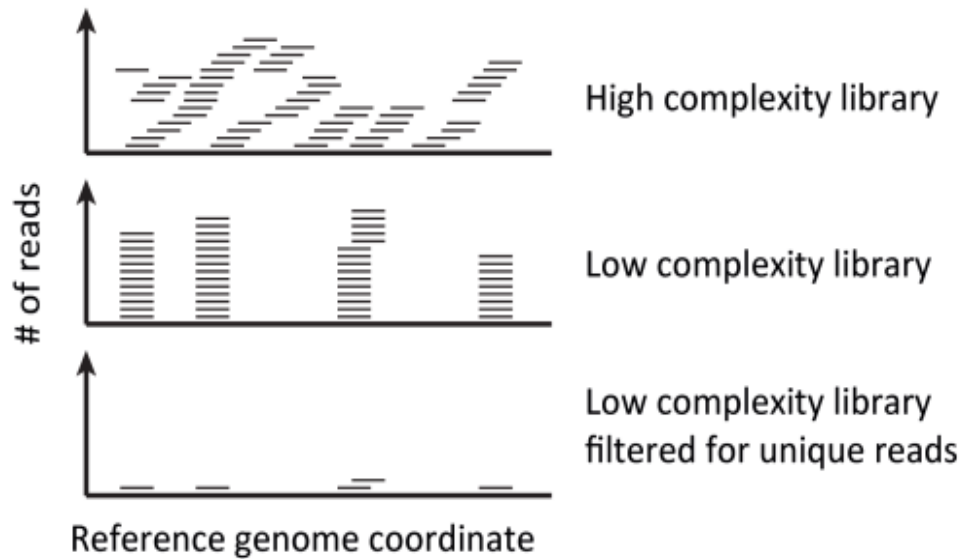 High complexity library
# of reads
Low complexity library
Low complexity library
filtered for unique reads
Reference genome coordinate